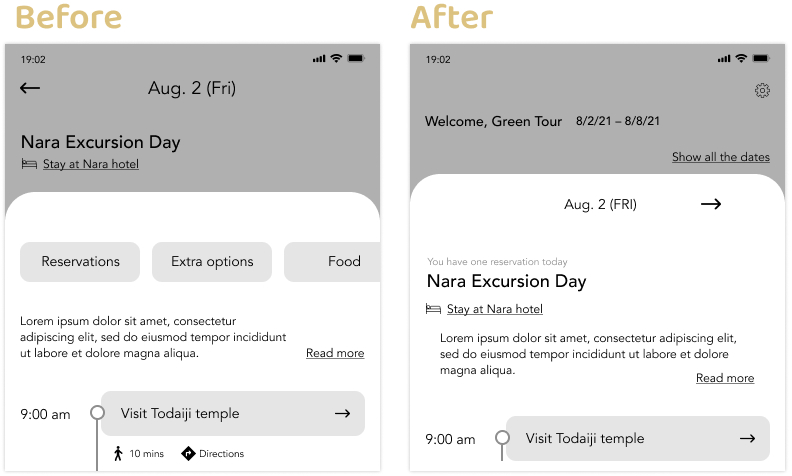 Before
19:02
Aug. 2 (Fri)
Nara Excursion Day
Stay at Nara hotel
Reservations
Extra options
Food
Lorem ipsum dolor sit amet, consectetur
adipiscing elit, sed do eiusmod tempor incididunt
ut labore et dolore magna aliqua.
Read more
9:00 am
Visit Todaiji temple
10 mins
Directions
After
19:02
Welcome, Green Tour
8/2/21 – 8/8/21
Show all the dates
Aug. 2 (FRI)
You have one reservation today
Nara Excursion Day
Stay at Nara hotel
Lorem ipsum dolor sit amet, consectetur adipiscing elit,
sed do eiusmod tempor incididunt ut labore et dolore
magna aliqua.
Read more
9:00 am
Visit Todaiji temple